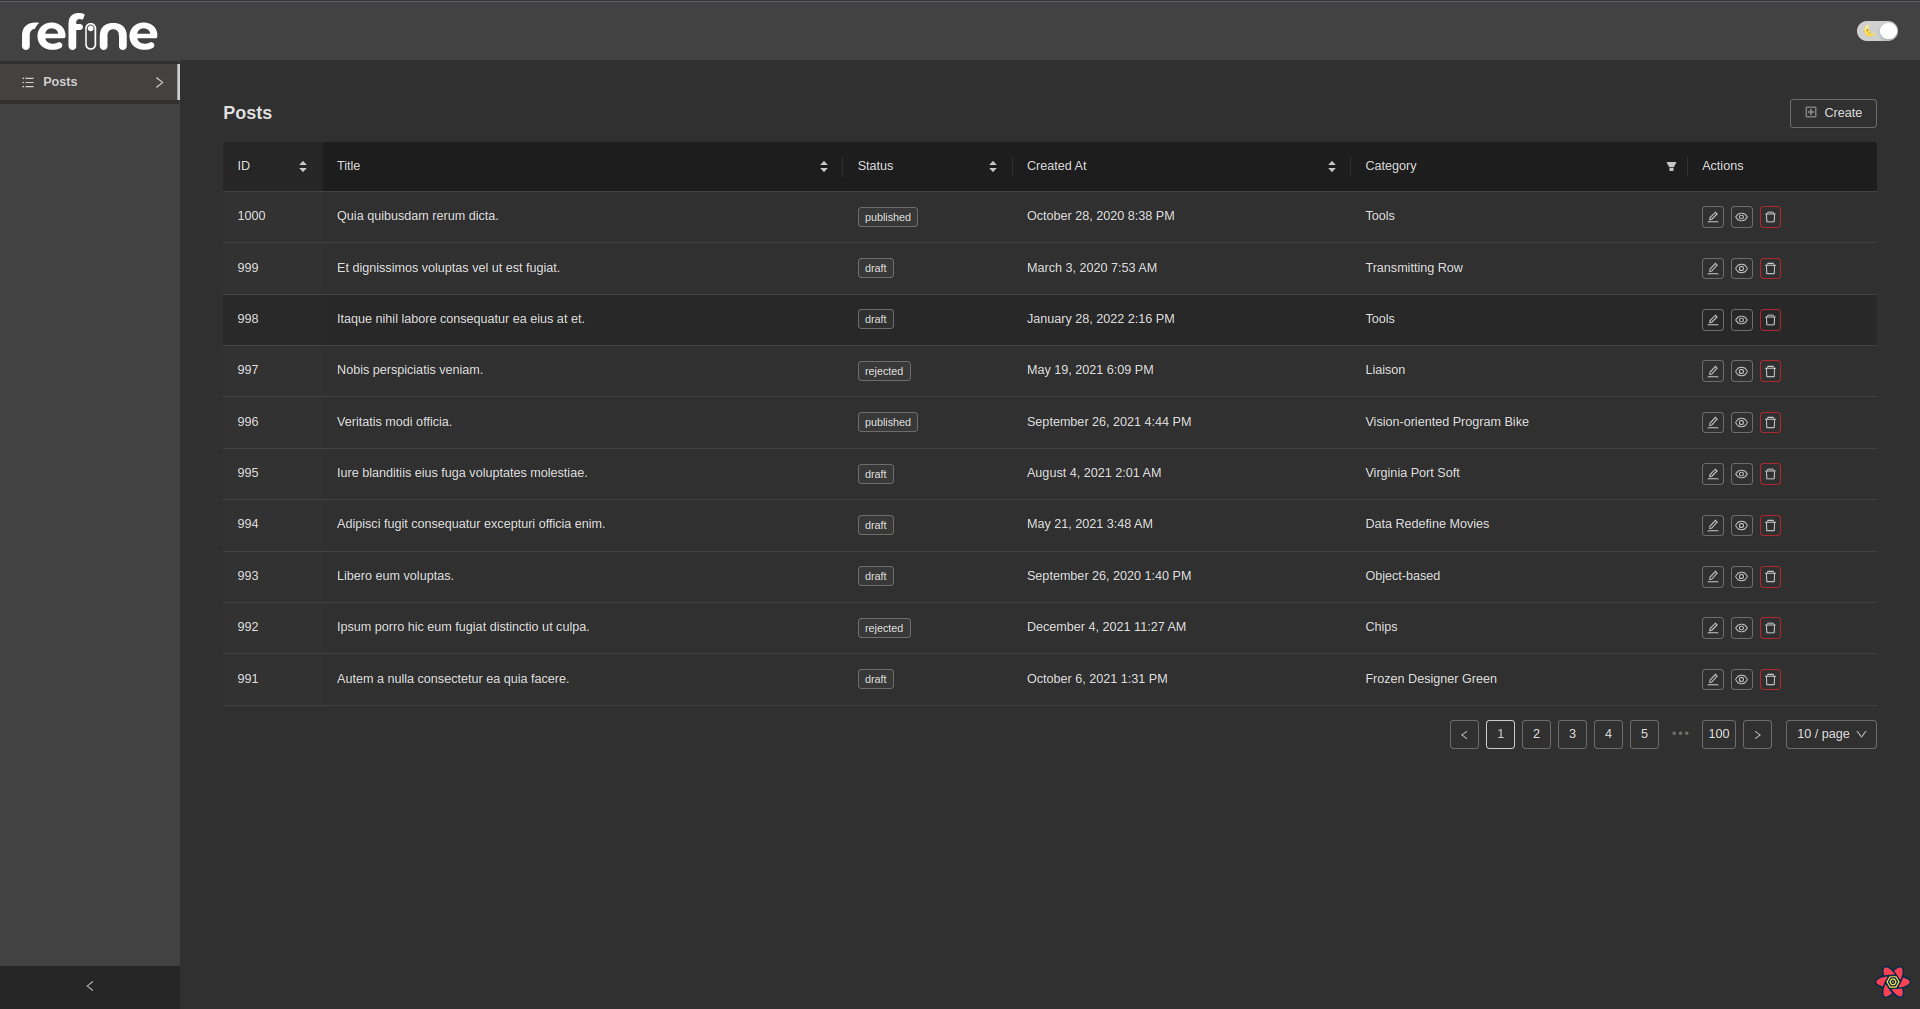 refine
Posts
Posts
Create
ID Title Status Created At Category Actions
1000 Quia quibusdam rerum dicta. published October 28, 2020 8:38 PM Tools
999 Et dignissimos voluptas vel ut est fugiat. draft March 3, 2020 7:53 AM Transmitting Row
998 Itaque nihil labore consequatur ea eius at et. draft January 28, 2022 2:16 PM Tools
997 Nobis perspiciatis veniam. rejected May 19, 2021 6:09 PM Liaison
996 Veritatis modi officia. published September 26, 2021 4:44 PM Vision-oriented Program Bike
995 Iure blanditiis eius fuga voluptates molestiae. draft August 4, 2021 2:01 AM Virginia Port Soft
994 Adipisci fugit consequatur excepturi officia enim. draft May 21, 2021 3:48 AM Data Redefine Movies
993 Libero eum voluptas. draft September 26, 2020 1:40 PM Object-based
992 Ipsum porro hic eum fugiat distinctio ut culpa. rejected December 4, 2021 11:27 AM Chips
991 Autem a nulla consectetur ea quia facere. draft October 6, 2021 1:31 PM Frozen Designer Green
1 2 3 4 5 ••• 100 10 / page